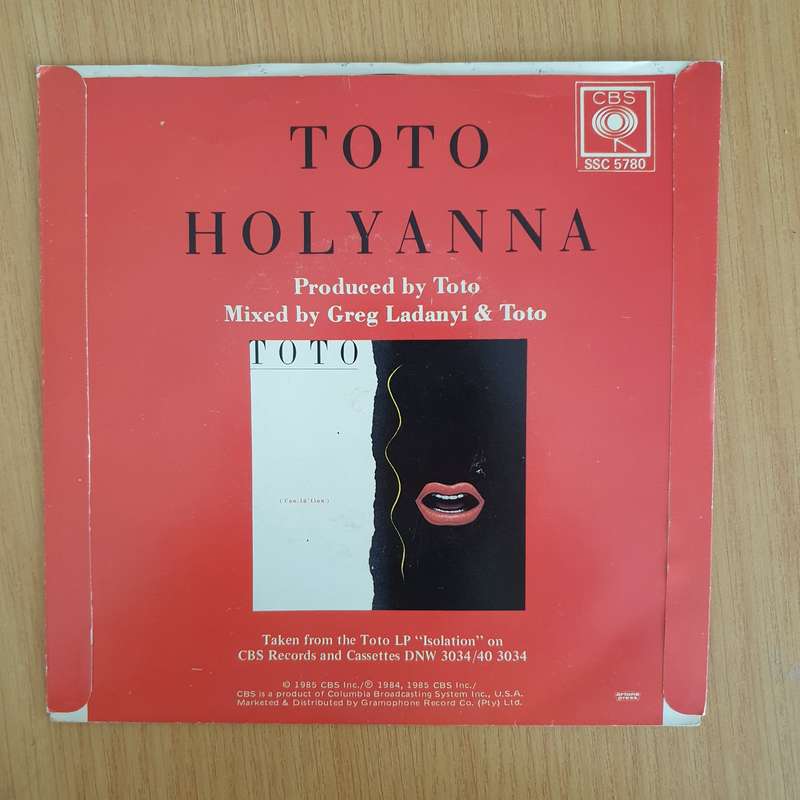 CBS
SSC 5780
TOTO
HOLYANNA
Produced by Toto
Mixed by Greg Ladanyi & Toto
TOTO
Taken from the Toto LP "Isolation" on
CBS Records and Cassettes DNW 3034/40 3034
© 1985 CBS Inc./℗ 1984, 1985 CBS Inc./
CBS is a product of Columbia Broadcasting System Inc., U.S.A.
Marketed & Distributed by Gramophone Record Co. (Pty) Ltd.
artone
press